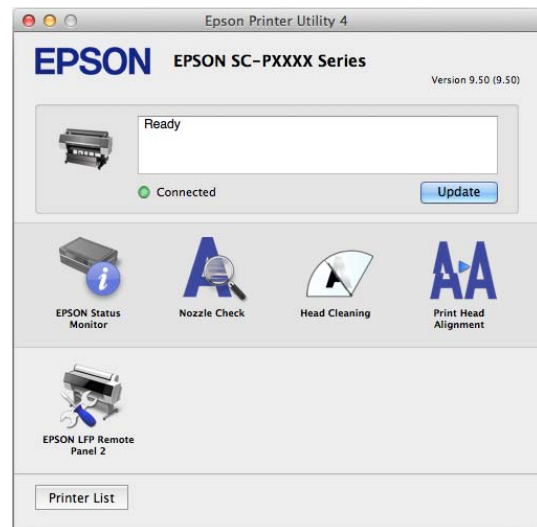 Epson Printer Utility 4
EPSON
EPSON SC-PXXXX Series
Version 9.50 (9.50)
Ready
Connected
Update
EPSON Status
Monitor
Nozzle Check
Head Cleaning
Print Head
Alignment
EPSON LFP Remote
Panel 2
Printer List